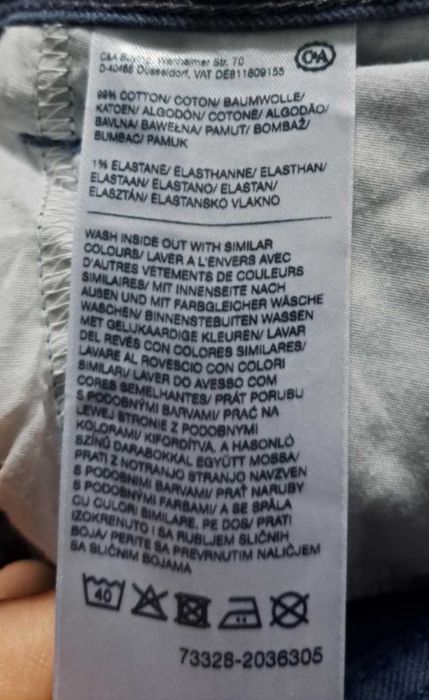 C&A Buying, Wanheimer Str. 70
D-40468 Düsseldorf, VAT DE811809155
C&A
99% COTTON/ COTON/ BAUMWOLLE/
KATOEN/ ALGODÓN/ COTONE/ ALGODÃO/
BAVLNA/ BAWEŁNA/ PAMUT/ BOMBAŽ/
BUMBAC/ PAMUK
1% ELASTANE/ ELASTHANNE/ ELASTHAN/
ELASTAAN/ ELASTANO/ ELASTAN/
ELASZTÁN/ ELASTANSKO VLAKNO
WASH INSIDE OUT WITH SIMILAR
COLOURS/ LAVER A L'ENVERS AVEC
D'AUTRES VETEMENTS DE COULEURS
SIMILAIRES/ MIT INNENSEITE NACH
AUßEN UND MIT FARBGLEICHER WÄSCHE
WASCHEN/ BINNENSTEBUITEN WASSEN
MET GELIJKAARDIGE KLEUREN/ LAVAR
DEL REVÉS CON COLORES SIMILARES/
LAVARE AL ROVESCIO CON COLORI
SIMILARI/ LAVER DO AVESSO COM
CORES SEMELHANTES/ PRÁT PORUBU
S PODOBNÝMI BARVAMI/ PRAĆ NA
LEWEJ STRONIE Z PODOBNYMI
KOLORAMI/ KIFORDÍTVA, A HASONLÓ
SZÍNŰ DARABOKKAL EGYÜTT MOSSA/
PRATI Z NOTRANJO STRANJO NAVZVEN
S PODOBNIMI BARVAMI/ PRAŤ NARUBY
S PODOBNÝMI FARBAMI/ A SE SPĂLA
CU CULORI SIMILARE, PE DOS/ PRATI
IZOKRENUTO I SA RUBLJEM SLIČNIH
BOJA/ PERITE SA PREVRNUTIM NALIČJEM
SA SLIČNIM BOJAMA
40
73328-2036305